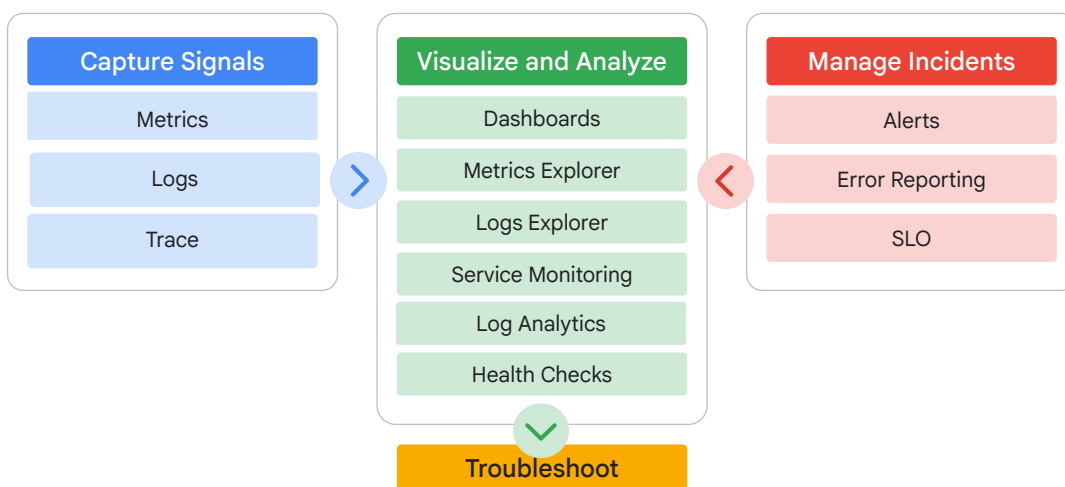 Capture Signals
Metrics
Logs
Trace
Visualize and Analyze
Dashboards
Metrics Explorer
Logs Explorer
Service Monitoring
Log Analytics
Health Checks
Manage Incidents
Alerts
Error Reporting
SLO
Troubleshoot